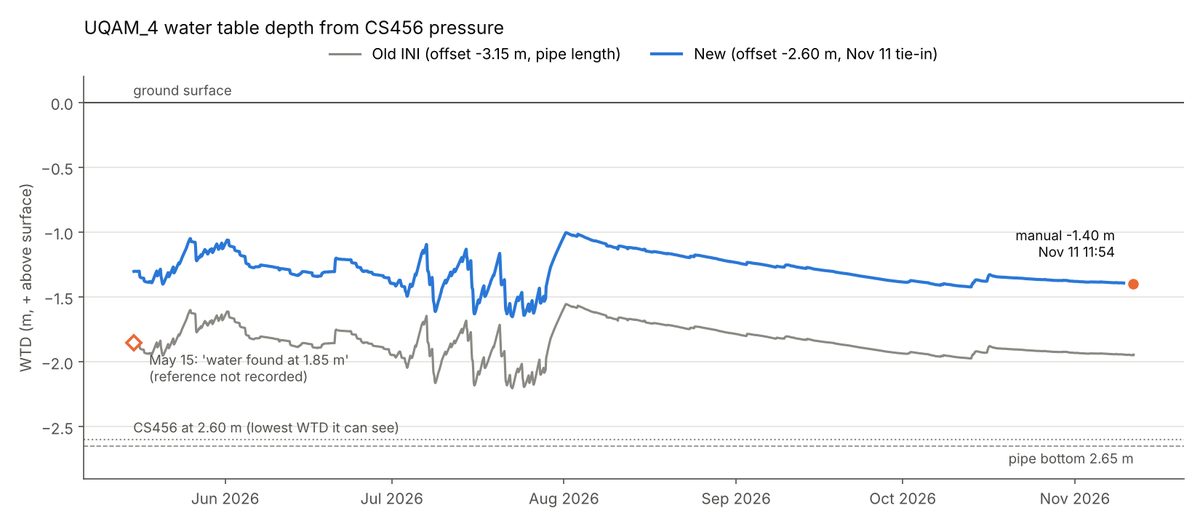 UQAM_4 water table depth from CS456 pressure
Old INI (offset -3.15 m, pipe length)
New (offset -2.60 m, Nov 11 tie-in)
WTD (m, + above surface)
0.0
−0.5
−1.0
−1.5
−2.0
−2.5
ground surface
manual -1.40 m
Nov 11 11:54
May 15: 'water found at 1.85 m'
(reference not recorded)
CS456 at 2.60 m (lowest WTD it can see)
pipe bottom 2.65 m
Jun 2026
Jul 2026
Aug 2026
Sep 2026
Oct 2026
Nov 2026